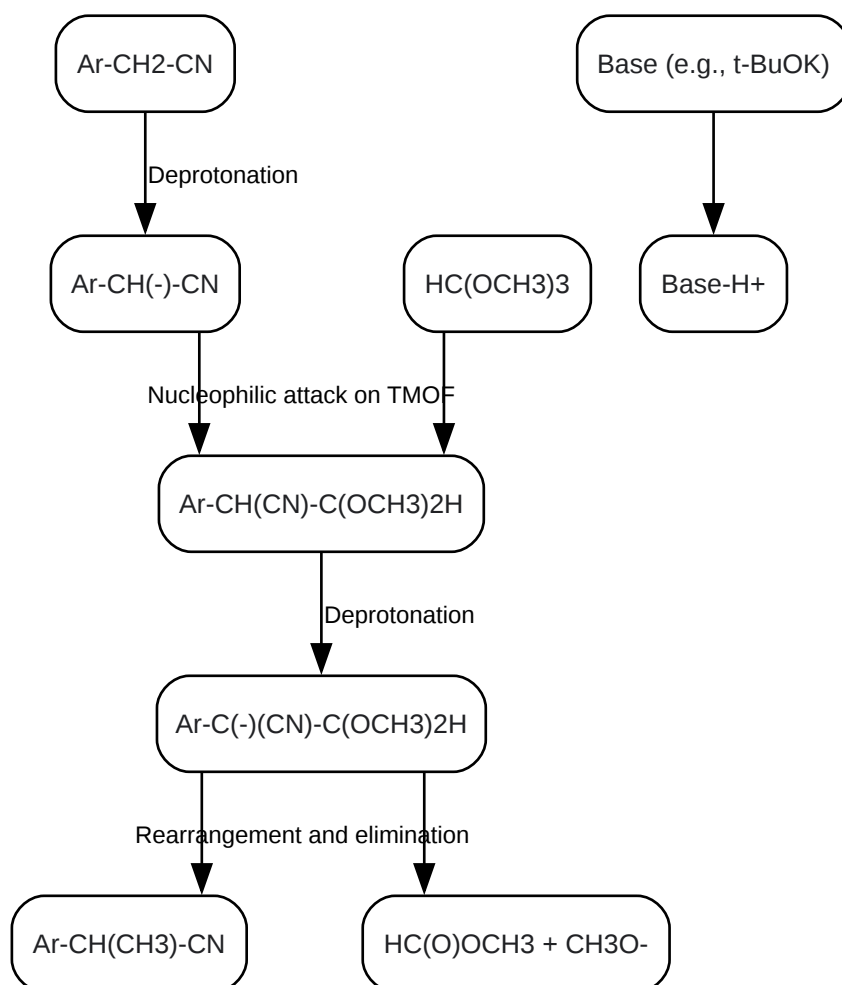 Ar-CH2-CN
Base (e.g., t-BuOK)
Deprotonation
Ar-CH(-)-CN
HC(OCH3)3
Base-H+
Nucleophilic attack on TMOF
Ar-CH(CN)-C(OCH3)2H
Deprotonation
Ar-C(-)(CN)-C(OCH3)2H
Rearrangement and elimination
Ar-CH(CH3)-CN
HC(O)OCH3 + CH3O-